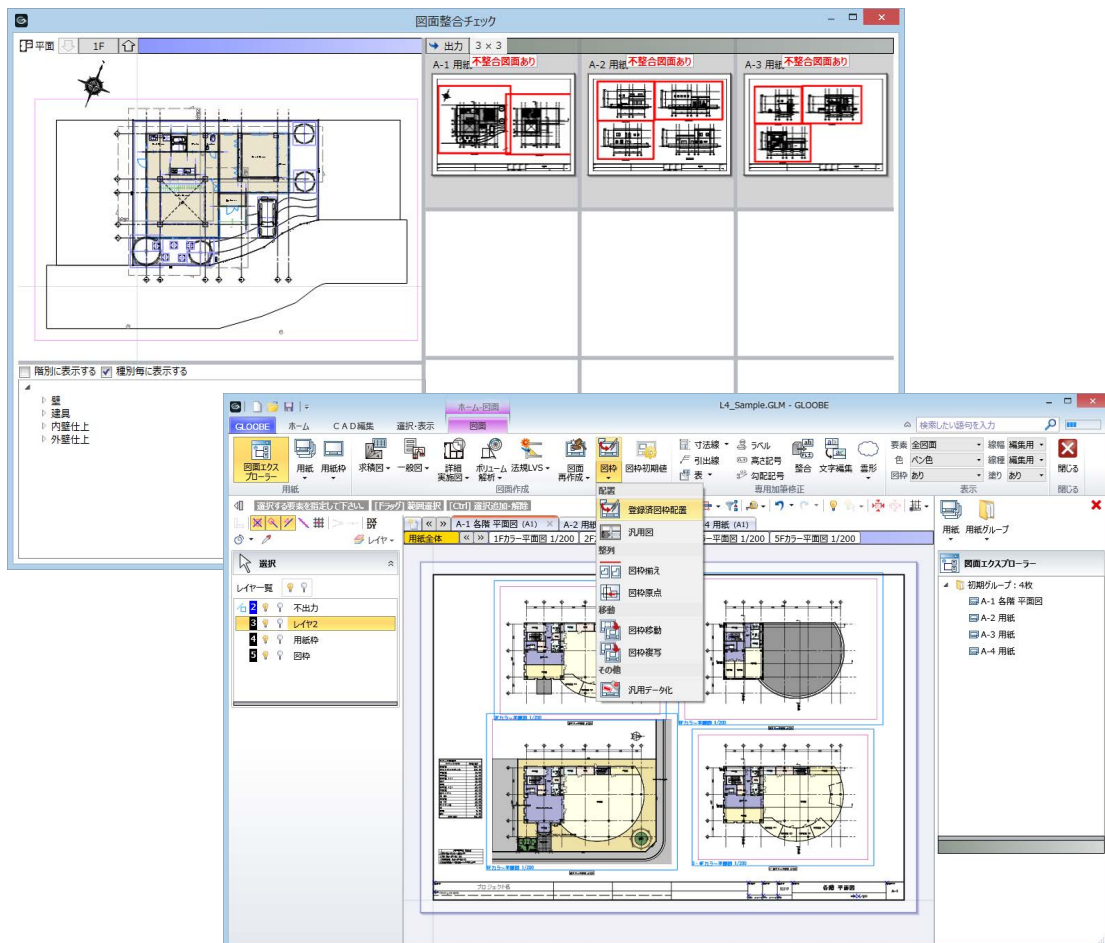 図面整合チェック
平面 1F
出力 3 × 3
A-1 用紙 不整合図面あり
A-2 用紙 不整合図面あり
A-3 用紙 不整合図面あり
階別に表示する 種別毎に表示する
壁
建具
内壁仕上
外壁仕上
ホーム-図面
L4_Sample.GLM - GLOOBE
GLOOBE ホーム CAD編集 選択・表示 図面
検索したい語句を入力
図面エクスプローラー
用紙 用紙枠
求積図 一般図 詳細実施図 ボリューム解析 法規LVS 図面再作成
図枠 図枠初期値
寸法線 ラベル
引出線 高さ記号
表 勾配記号
整合 文字編集 雲形
要素 全図面 線幅 編集用
色 ペン色 線種 編集用
図枠 あり 塗り あり
閉じる
用紙 図面作成 専用加筆修正 表示 閉じる
選択する要素を指定して下さい。 [ドラッグ] 範囲選択 [Ctrl] 選択追加・解除
レイヤ
A-1 各階 平面図 (A1) A-2 用紙
4 用紙 (A1)
用紙全体 1Fカラー平面図 1/200
5Fカラー平面図 1/200
配置
登録済図枠配置
汎用図
整列
図枠揃え
図枠原点
移動
図枠移動
図枠複写
その他
汎用データ化
選択
レイヤ一覧
2 不出力
3 レイヤ2
4 用紙枠
5 図枠
用紙 用紙グループ
図面エクスプローラー
初期グループ : 4枚
A-1 各階 平面図
A-2 用紙
A-3 用紙
A-4 用紙
プロジェクト名
各階 平面図